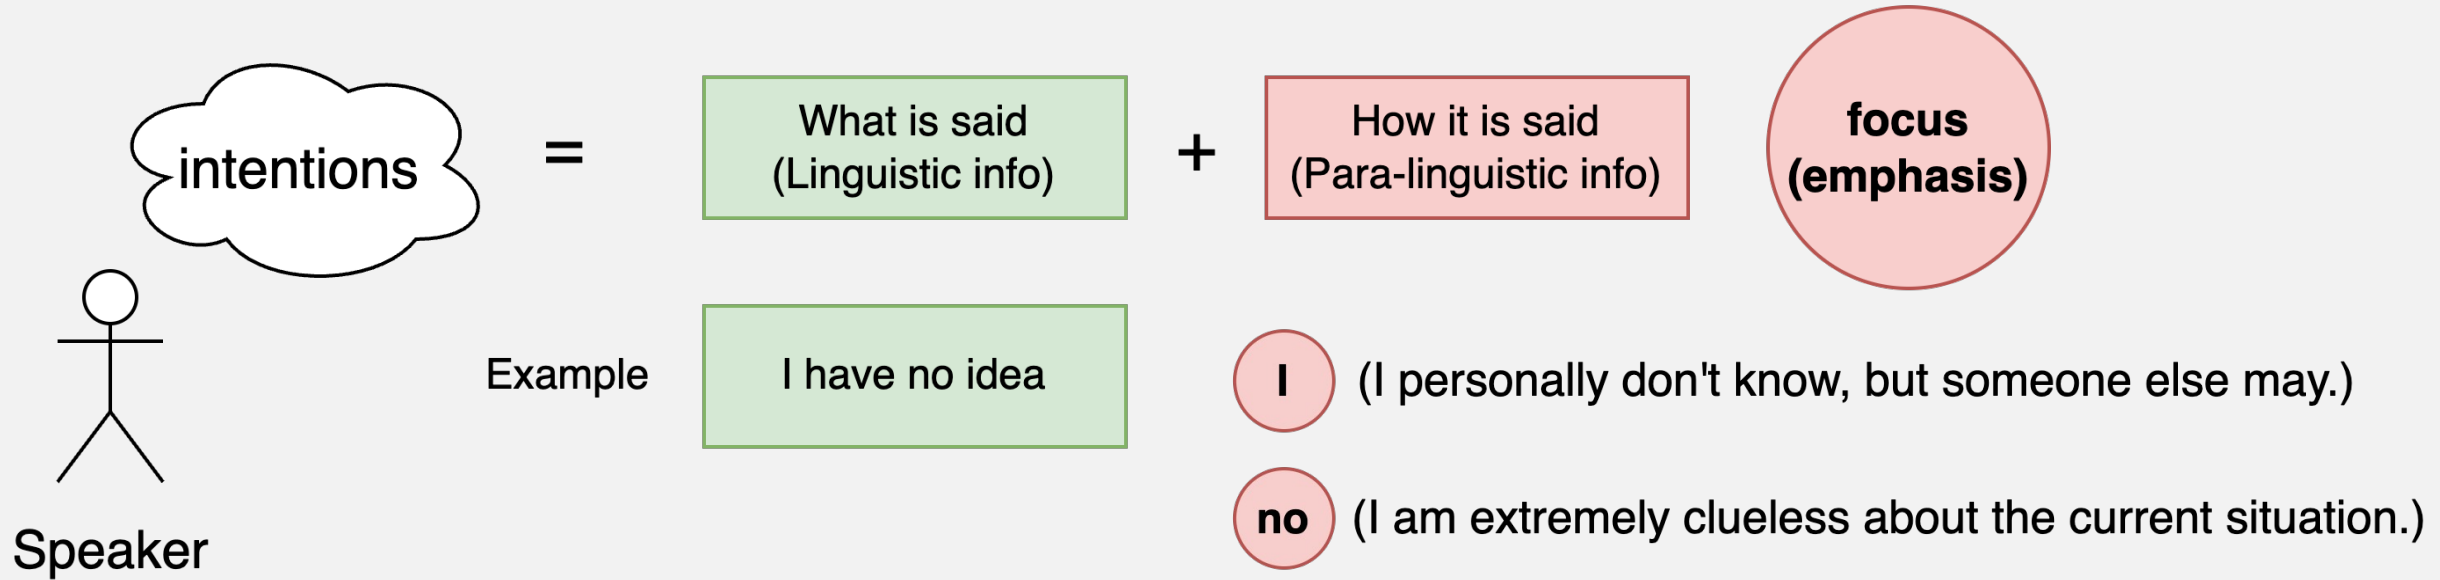 intentions
=
What is said
(Linguistic info)
+
How it is said
(Para-linguistic info)
focus
(emphasis)
Example
I have no idea
I
(I personally don't know, but someone else may.)
no
(I am extremely clueless about the current situation.)
Speaker